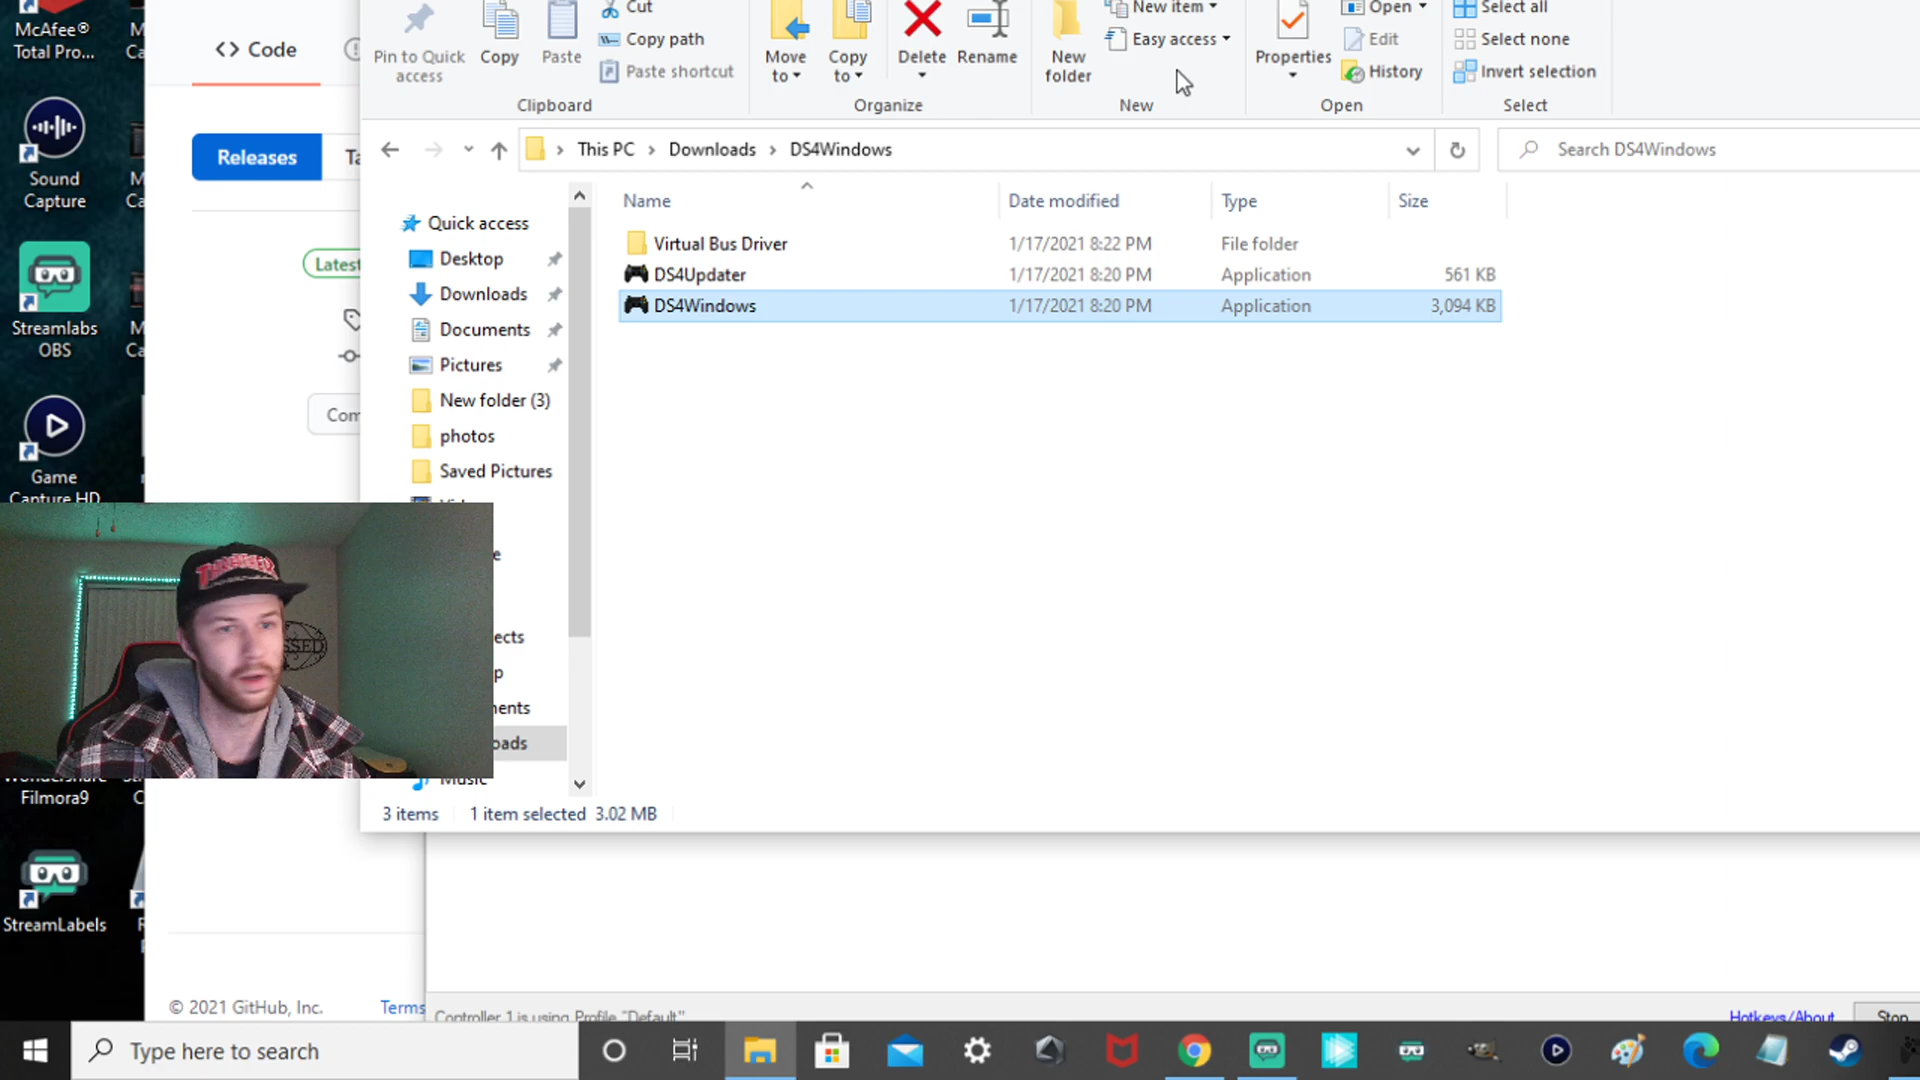 McAfee®
Total Pro...
Sound
Capture
Streamlabs
OBS
Game
Capture HD
Filmora9
StreamLabels
Code
Releases
Latest
Com
© 2021 GitHub, Inc.
Terms
Pin to Quick
access
Copy
Paste
Cut
Copy path
Paste shortcut
Clipboard
Move
to
Copy
to
Delete
Rename
Organize
New
folder
New item
Easy access
New
Properties
Open
Edit
History
Open
Select all
Select none
Invert selection
Select
This PC
Downloads
DS4Windows
Search DS4Windows
Name
Date modified
Type
Size
Virtual Bus Driver
1/17/2021 8:22 PM
File folder
DS4Updater
1/17/2021 8:20 PM
Application
561 KB
DS4Windows
1/17/2021 8:20 PM
Application
3,094 KB
Quick access
Desktop
Downloads
Documents
Pictures
New folder (3)
photos
Saved Pictures
e
ects
p
nents
oads
Music
THRASHER
SSED
3 items
1 item selected 3.02 MB
Controller 1 is using Profile "Default"
Hotkeys/About
Stop
Type here to search